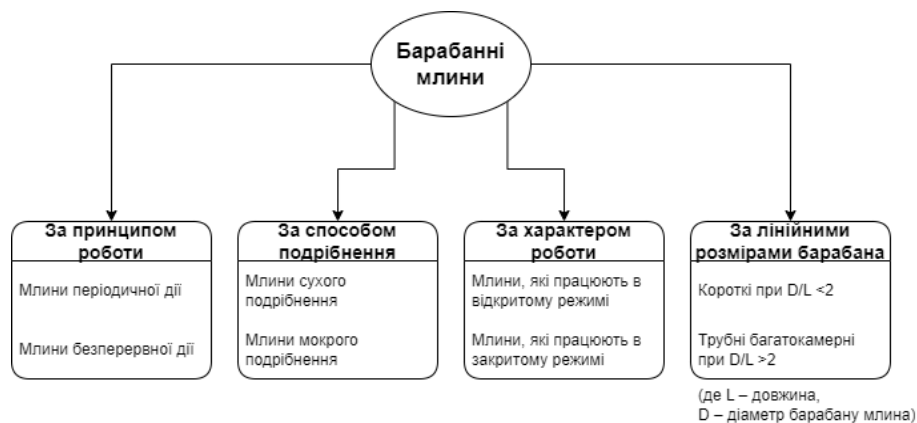 Барабанні
млини
За принципом
роботи
Млини періодичної дії
Млини безперервної дії
За способом
подрібнення
Млини сухого
подрібнення
Млини мокрого
подрібнення
За характером
роботи
Млини, які працюють в
відкритому режимі
Млини, які працюють в
закритому режимі
За лінійними
розмірами барабана
Короткі при D/L <2
Трубні багатокамерні
при D/L >2
(де L – довжина,
D – діаметр барабану млина)